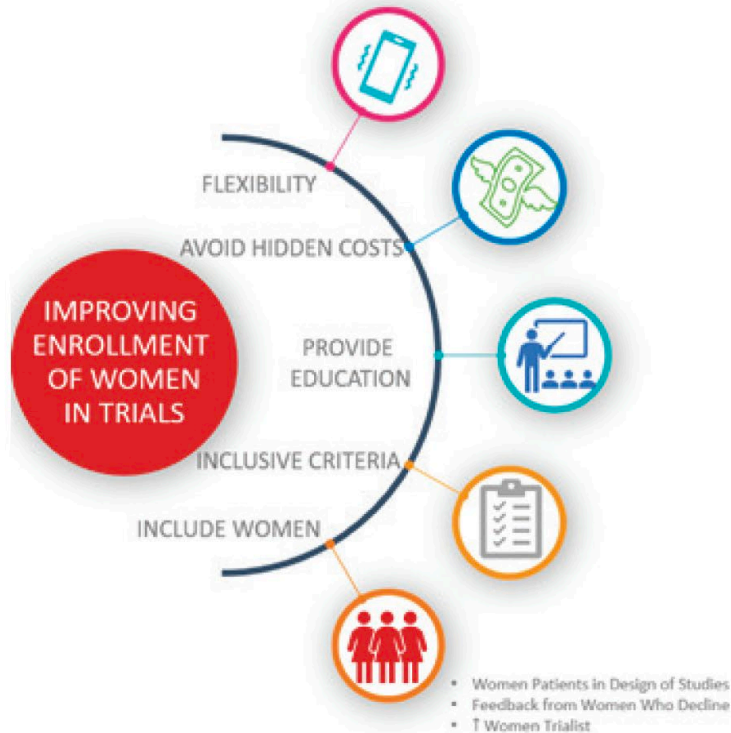 FLEXIBILITY
AVOID HIDDEN COSTS
IMPROVING
ENROLLMENT
OF WOMEN
IN TRIALS
PROVIDE
EDUCATION
INCLUSIVE CRITERIA
INCLUDE WOMEN
• Women Patients in Design of Studies
• Feedback from Women Who Decline
• ↑ Women Trialist